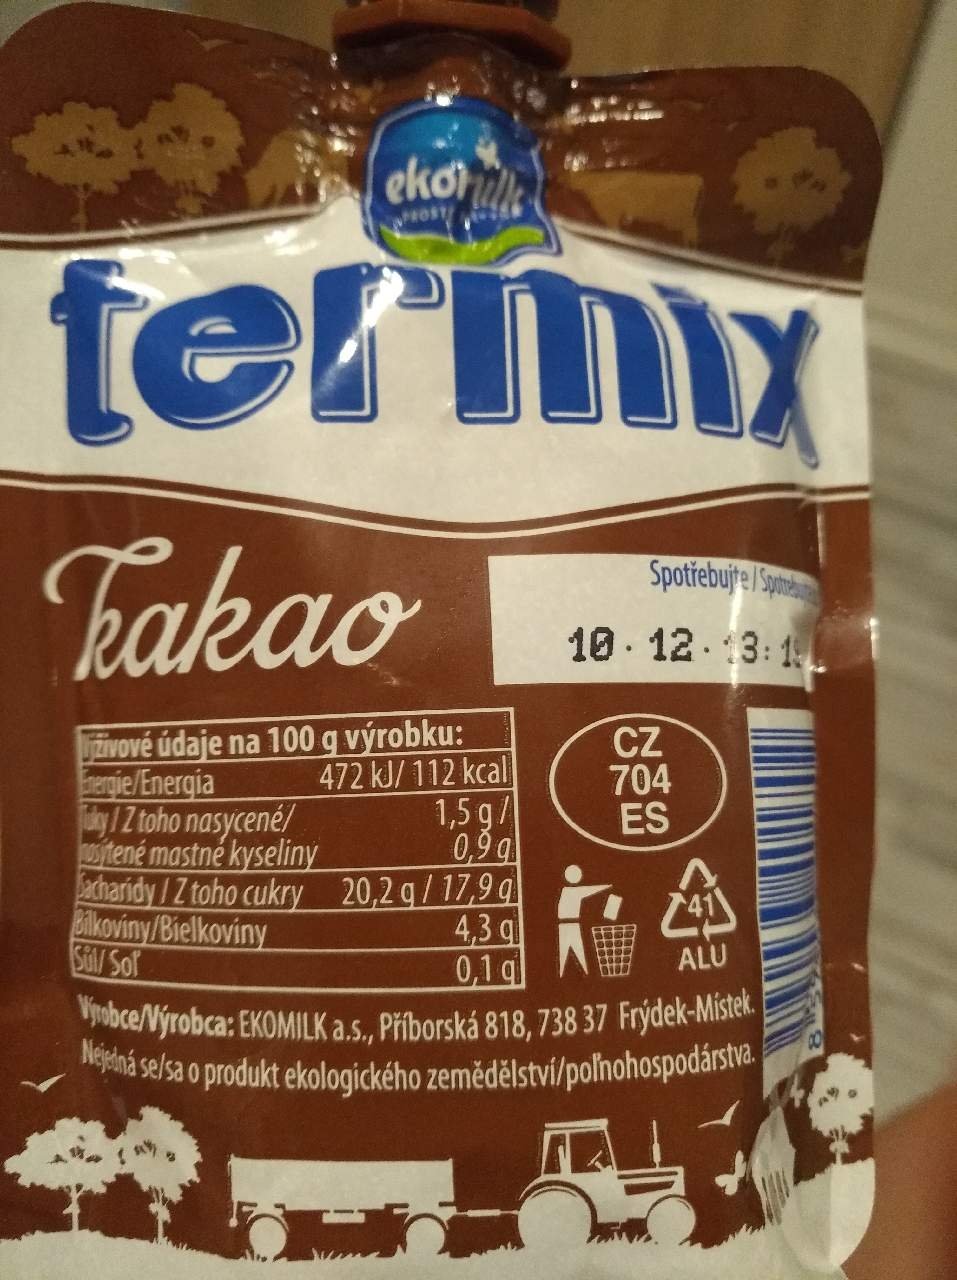 ekomilk
termix
kakao
Spotřebujte /
10. 12. 13:
výživové údaje na 100 g výrobku:
Energie/Energia 472 kJ/ 112 kcal
Tuky / Z toho nasycené/ 1,5 g /
nasýtené mastné kyseliny 0,9 g
Sacharidy / Z toho cukry 20,2 g / 17,9 g
Bílkoviny/Bielkoviny 4,3 g
Sůl/ Soľ 0,1 g
CZ
704
ES
41
ALU
Výrobce/Výrobca: EKOMILK a.s., Příborská 818, 738 37 Frýdek-Místek.
Nejedná se/sa o produkt ekologického zemědělství/poľnohospodárstva.
8